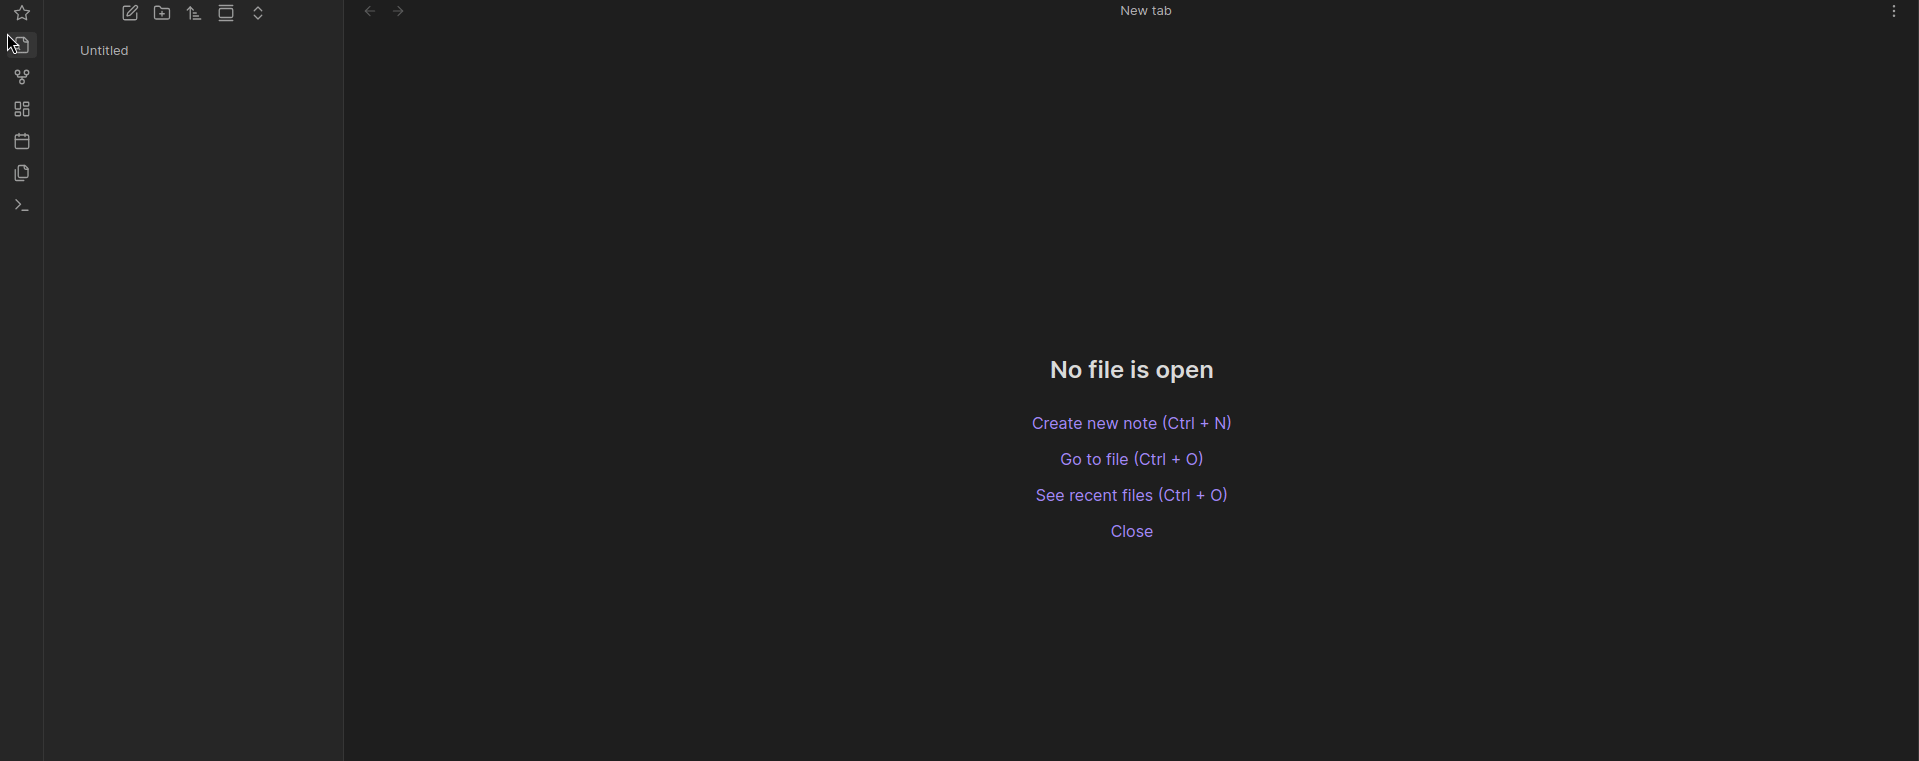 New tab
Untitled
No file is open
Create new note (Ctrl + N)
Go to file (Ctrl + O)
See recent files (Ctrl + O)
Close